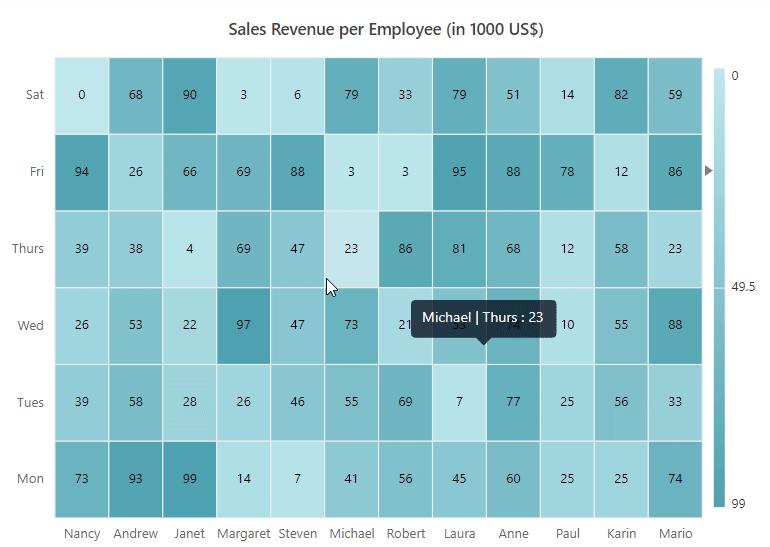 Sales Revenue per Employee (in 1000 US$)
Sat 0 68 90 3 6 79 33 79 51 14 82 59
0
Fri 94 26 66 69 88 3 3 95 88 78 12 86
Thurs 39 38 4 69 47 23 86 81 68 12 58 23
49.5
Michael | Thurs : 23
Wed 26 53 22 97 47 73 21 10 55 88
Tues 39 58 28 26 46 55 69 7 77 25 56 33
Mon 73 93 99 14 7 41 56 45 60 25 25 74
99
Nancy Andrew Janet Margaret Steven Michael Robert Laura Anne Paul Karin Mario